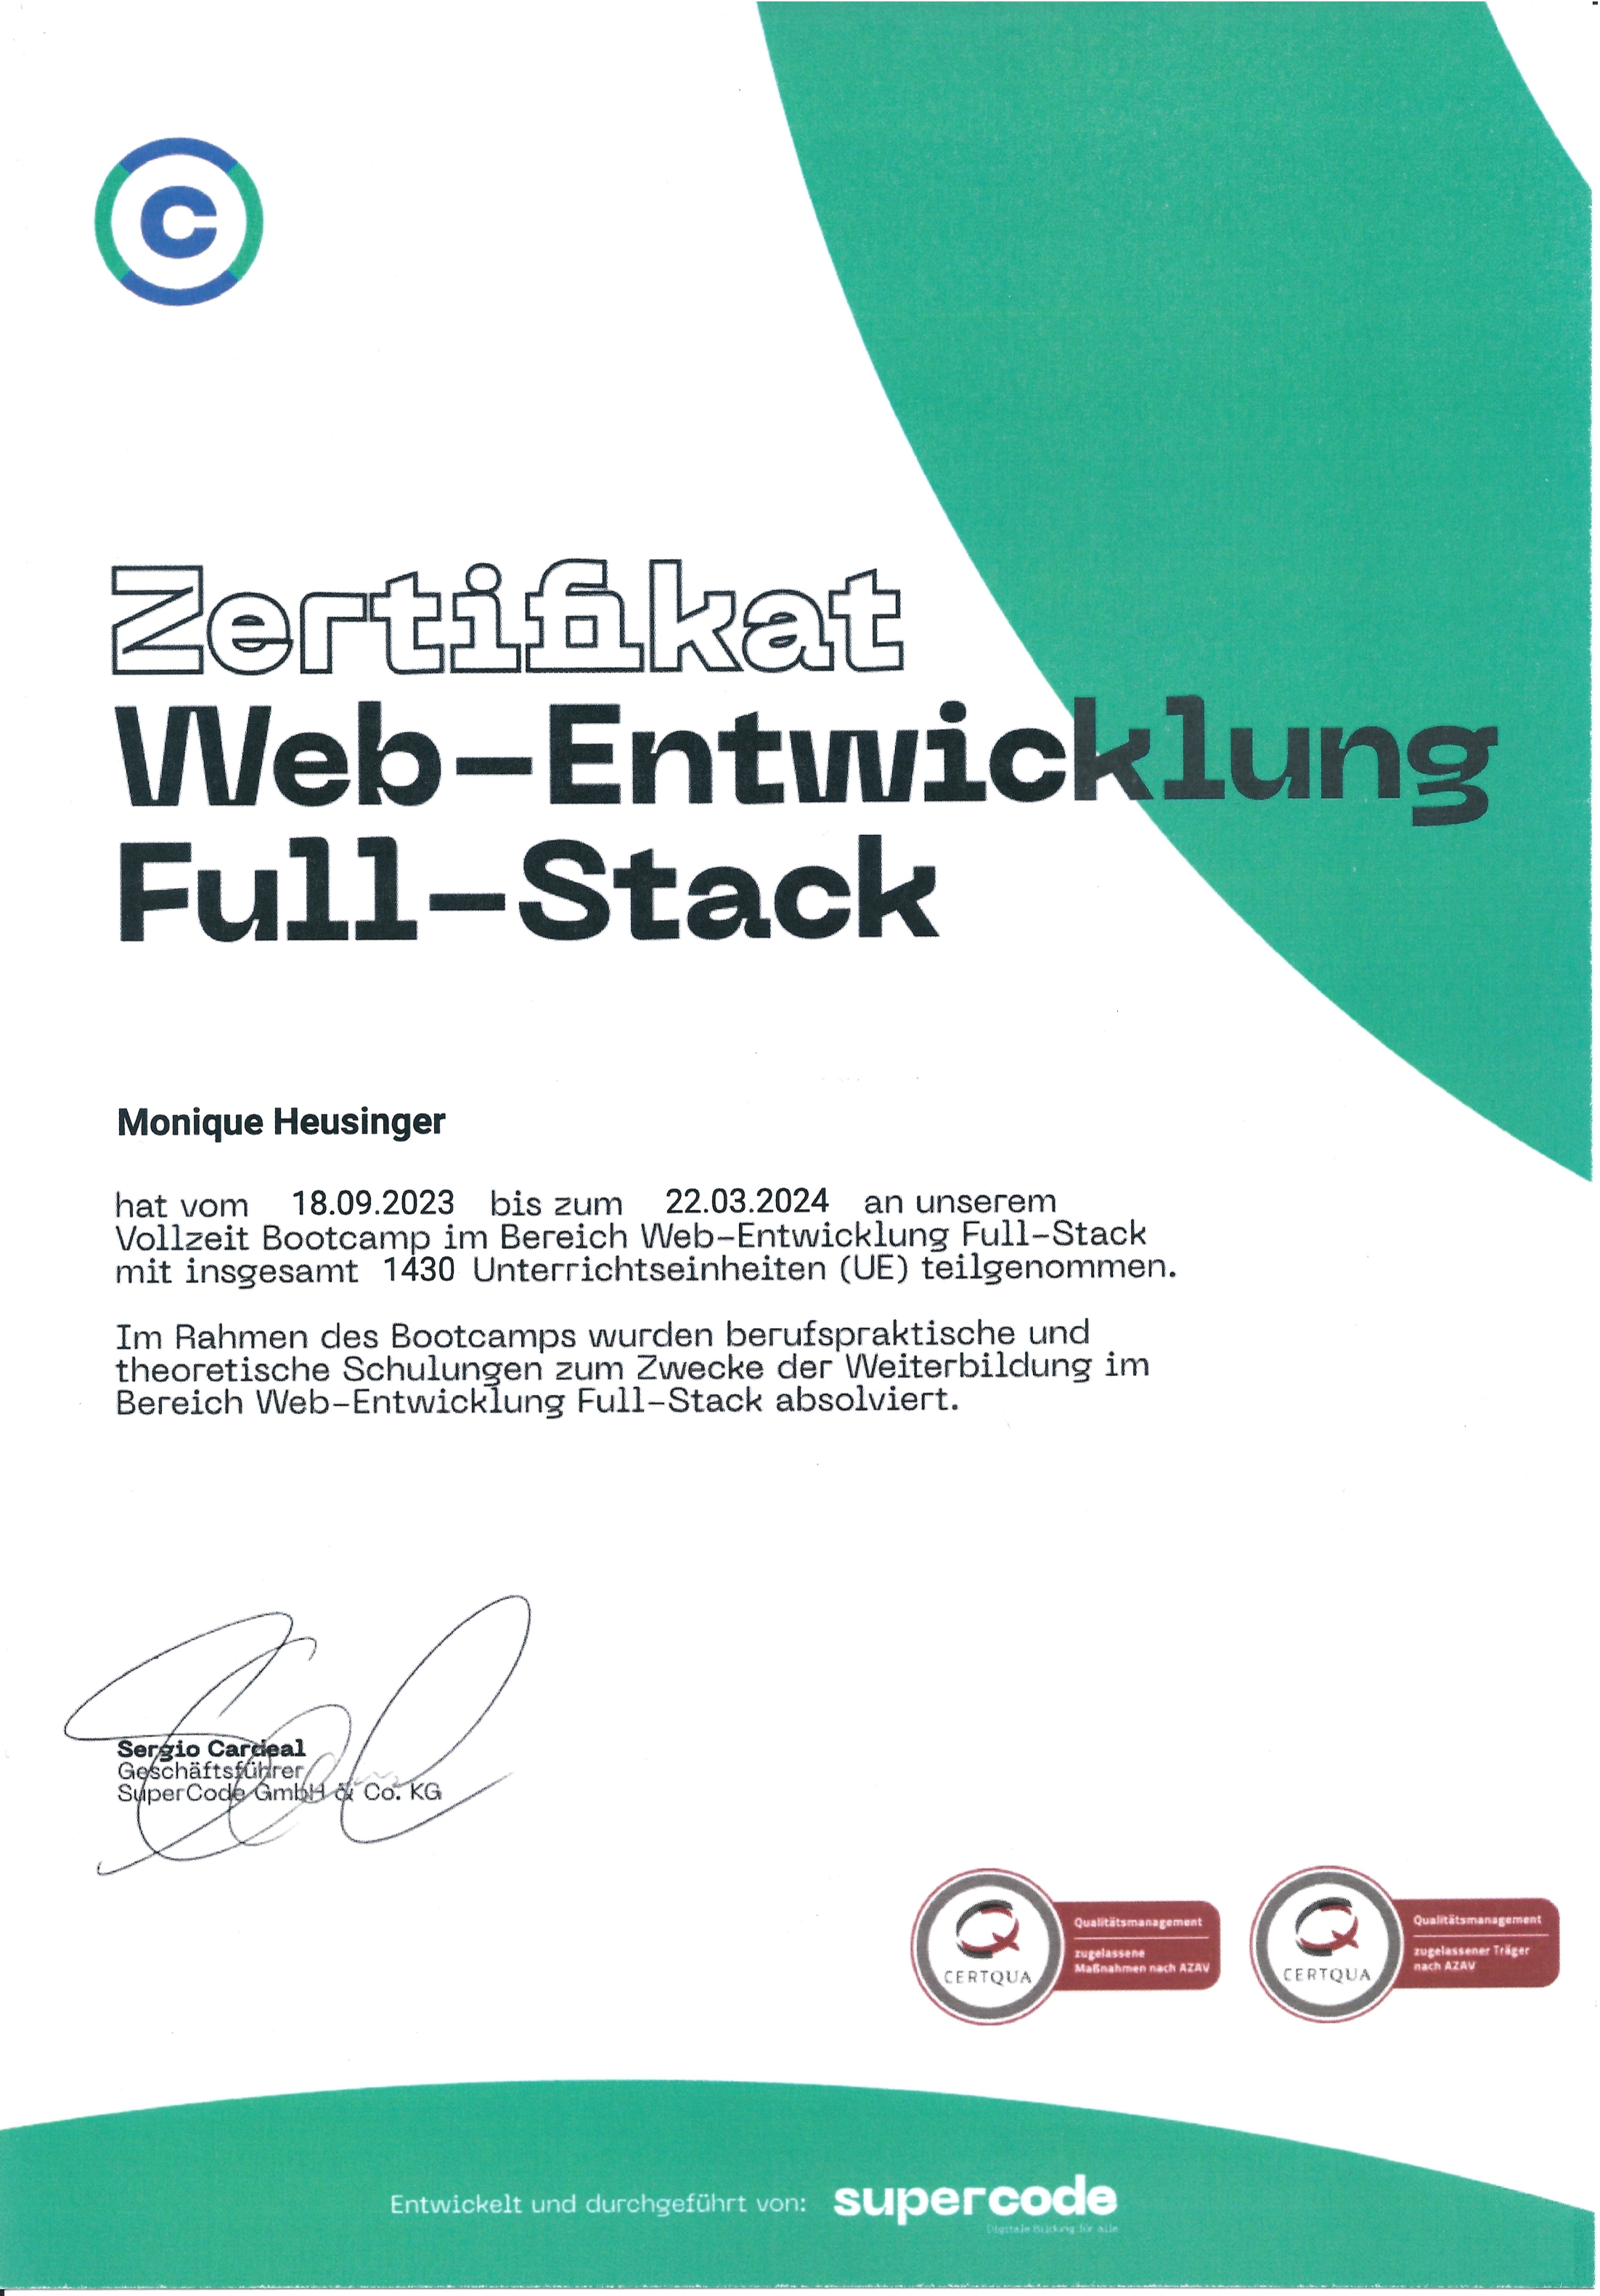 C
Zertifikat
Web-Entwicklung
Full-Stack
Monique Heusinger
hat vom 18.09.2023 bis zum 22.03.2024 an unserem
Vollzeit Bootcamp im Bereich Web-Entwicklung Full-Stack
mit insgesamt 1430 Unterrichtseinheiten (UE) teilgenommen.
Im Rahmen des Bootcamps wurden berufspraktische und
theoretische Schulungen zum Zwecke der Weiterbildung im
Bereich Web-Entwicklung Full-Stack absolviert.
Sergio Cardeal
Geschäftsführer
SuperCode GmbH & Co. KG
CERTQUA
Qualitätsmanagement
zugelassene
Maßnahmen nach AZAV
CERTQUA
Qualitätsmanagement
zugelassener Träger
nach AZAV
Entwickelt und durchgeführt von: supercode
Digitale Bildung für alle